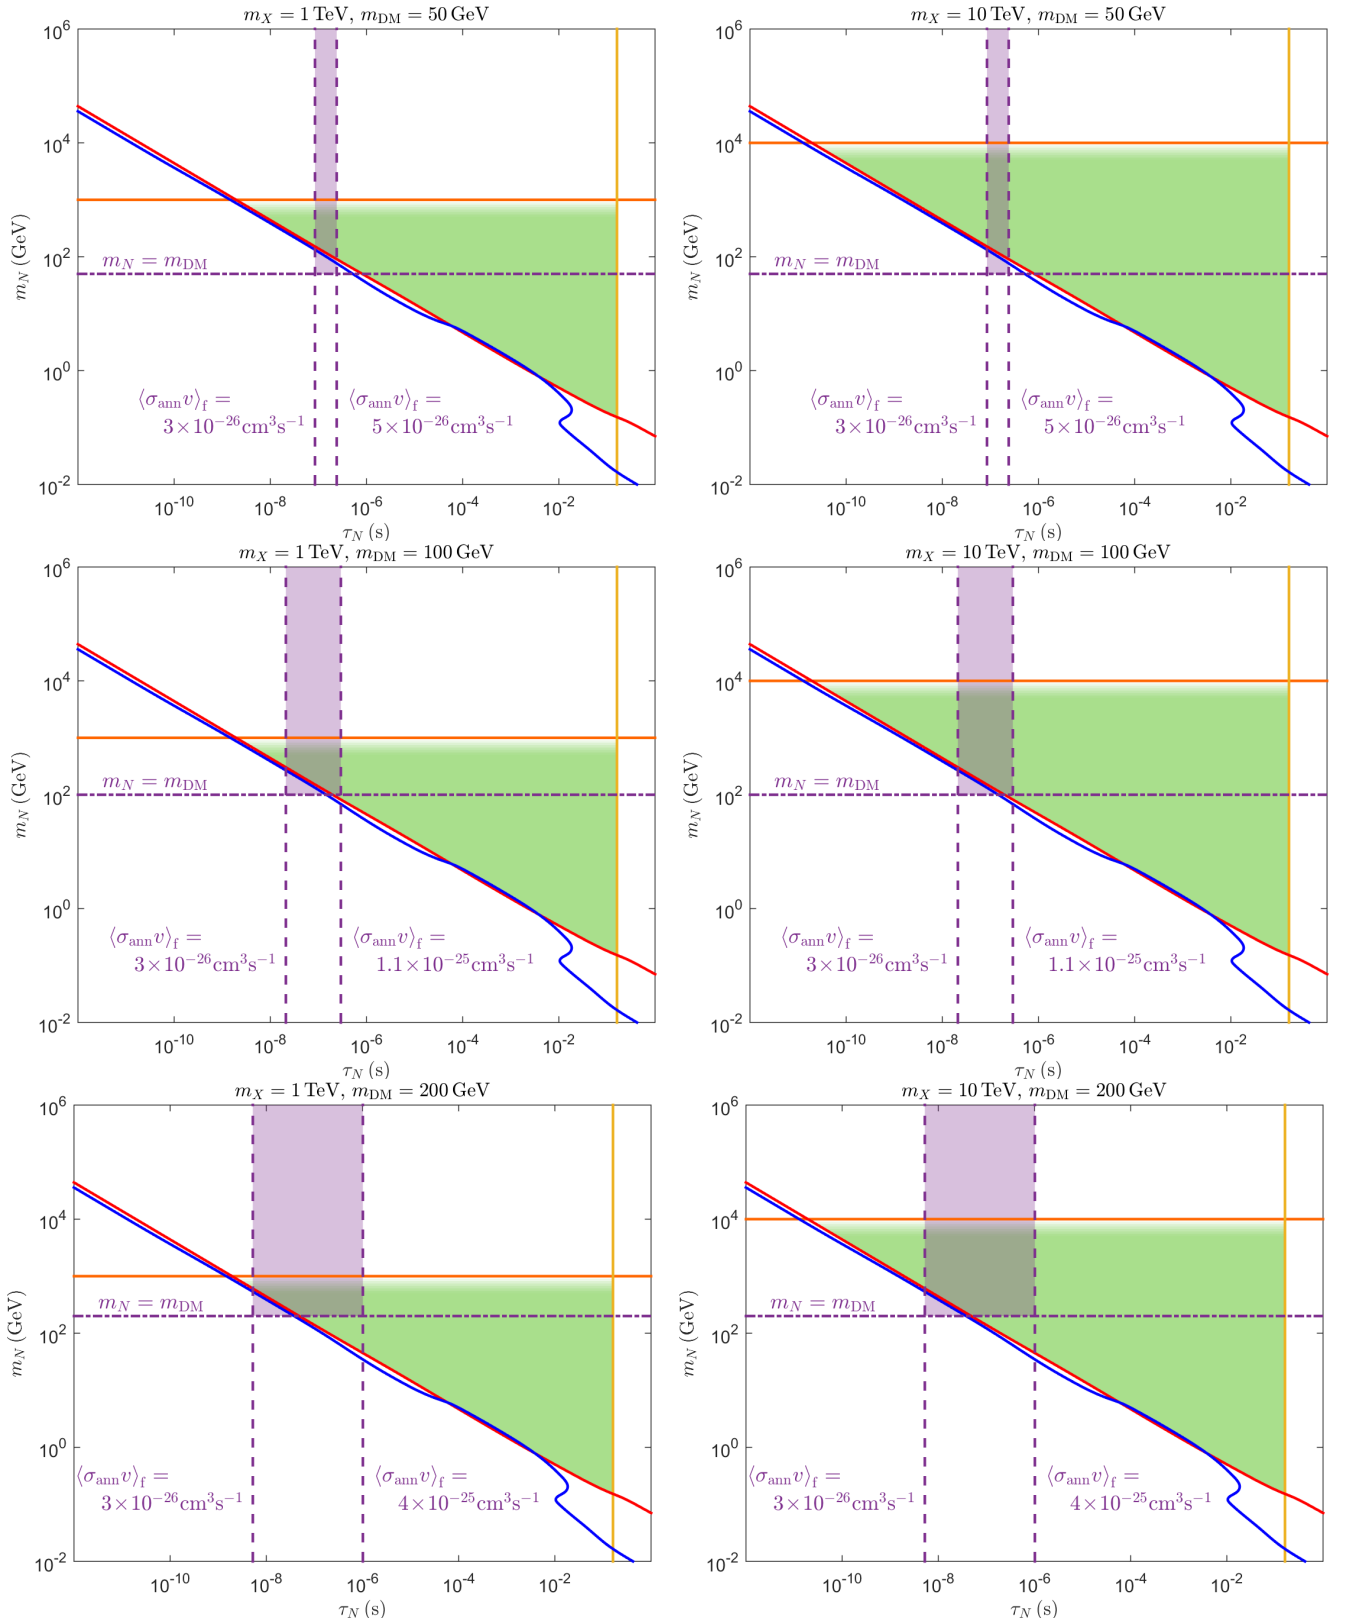 m_X = 1 TeV, m_DM = 50 GeV
10^6
10^4
10^2
10^0
10^-2
m_N (GeV)
m_N = m_DM
⟨σ_ann v⟩_f =
3×10^−26 cm^3 s^−1
⟨σ_ann v⟩_f =
5×10^−26 cm^3 s^−1
10^-10 10^-8 10^-6 10^-4 10^-2
τ_N (s)
m_X = 10 TeV, m_DM = 50 GeV
10^6
10^4
10^2
10^0
10^-2
m_N (GeV)
m_N = m_DM
⟨σ_ann v⟩_f =
3×10^−26 cm^3 s^−1
⟨σ_ann v⟩_f =
5×10^−26 cm^3 s^−1
10^-10 10^-8 10^-6 10^-4 10^-2
τ_N (s)
m_X = 1 TeV, m_DM = 100 GeV
10^6
10^4
10^2
10^0
10^-2
m_N (GeV)
m_N = m_DM
⟨σ_ann v⟩_f =
3×10^−26 cm^3 s^−1
⟨σ_ann v⟩_f =
1.1×10^−25 cm^3 s^−1
10^-10 10^-8 10^-6 10^-4 10^-2
τ_N (s)
m_X = 10 TeV, m_DM = 100 GeV
10^6
10^4
10^2
10^0
10^-2
m_N (GeV)
m_N = m_DM
⟨σ_ann v⟩_f =
3×10^−26 cm^3 s^−1
⟨σ_ann v⟩_f =
1.1×10^−25 cm^3 s^−1
10^-10 10^-8 10^-6 10^-4 10^-2
τ_N (s)
m_X = 1 TeV, m_DM = 200 GeV
10^6
10^4
10^2
10^0
10^-2
m_N (GeV)
m_N = m_DM
⟨σ_ann v⟩_f =
3×10^−26 cm^3 s^−1
⟨σ_ann v⟩_f =
4×10^−25 cm^3 s^−1
10^-10 10^-8 10^-6 10^-4 10^-2
τ_N (s)
m_X = 10 TeV, m_DM = 200 GeV
10^6
10^4
10^2
10^0
10^-2
m_N (GeV)
m_N = m_DM
⟨σ_ann v⟩_f =
3×10^−26 cm^3 s^−1
⟨σ_ann v⟩_f =
4×10^−25 cm^3 s^−1
10^-10 10^-8 10^-6 10^-4 10^-2
τ_N (s)